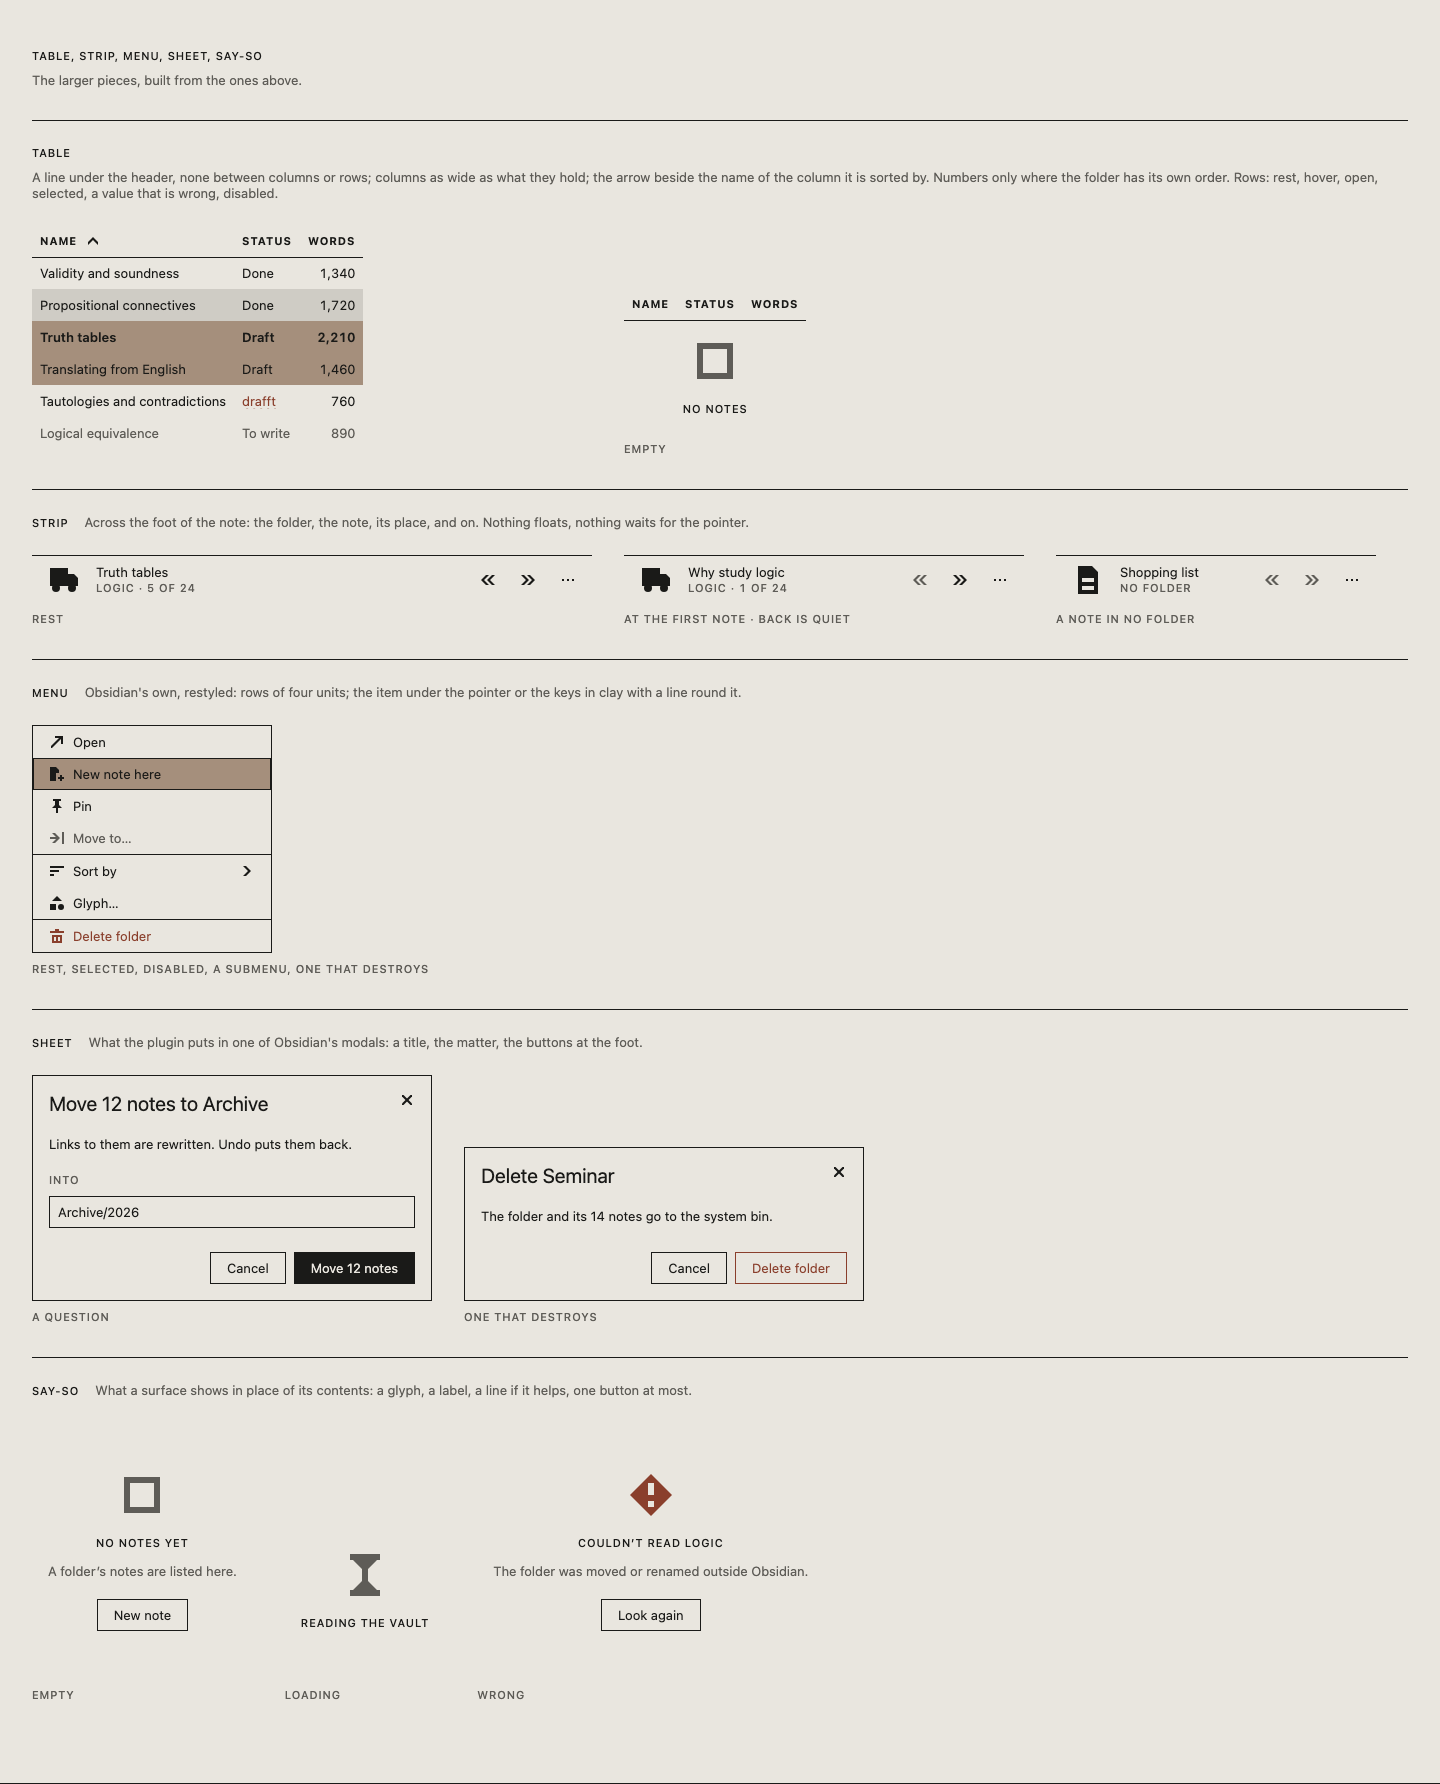 TABLE, STRIP, MENU, SHEET, SAY-SO
The larger pieces, built from the ones above.
TABLE
A line under the header, none between columns or rows; columns as wide as what they hold; the arrow beside the name of the column it is sorted by. Numbers only where the folder has its own order. Rows: rest, hover, open,
selected, a value that is wrong, disabled.
NAME STATUS WORDS
Validity and soundness Done 1,340
Propositional connectives Done 1,720
Truth tables Draft 2,210
Translating from English Draft 1,460
Tautologies and contradictions drafft 760
Logical equivalence To write 890
NAME STATUS WORDS
NO NOTES
EMPTY
STRIP Across the foot of the note: the folder, the note, its place, and on. Nothing floats, nothing waits for the pointer.
Truth tables
LOGIC · 5 OF 24
REST
Why study logic
LOGIC · 1 OF 24
AT THE FIRST NOTE · BACK IS QUIET
Shopping list
NO FOLDER
A NOTE IN NO FOLDER
MENU Obsidian's own, restyled: rows of four units; the item under the pointer or the keys in clay with a line round it.
Open
New note here
Pin
Move to…
Sort by
Glyph…
Delete folder
REST, SELECTED, DISABLED, A SUBMENU, ONE THAT DESTROYS
SHEET What the plugin puts in one of Obsidian's modals: a title, the matter, the buttons at the foot.
Move 12 notes to Archive
Links to them are rewritten. Undo puts them back.
INTO
Archive/2026
Cancel Move 12 notes
A QUESTION
Delete Seminar
The folder and its 14 notes go to the system bin.
Cancel Delete folder
ONE THAT DESTROYS
SAY-SO What a surface shows in place of its contents: a glyph, a label, a line if it helps, one button at most.
NO NOTES YET
A folder’s notes are listed here.
New note
EMPTY
READING THE VAULT
LOADING
COULDN’T READ LOGIC
The folder was moved or renamed outside Obsidian.
Look again
WRONG